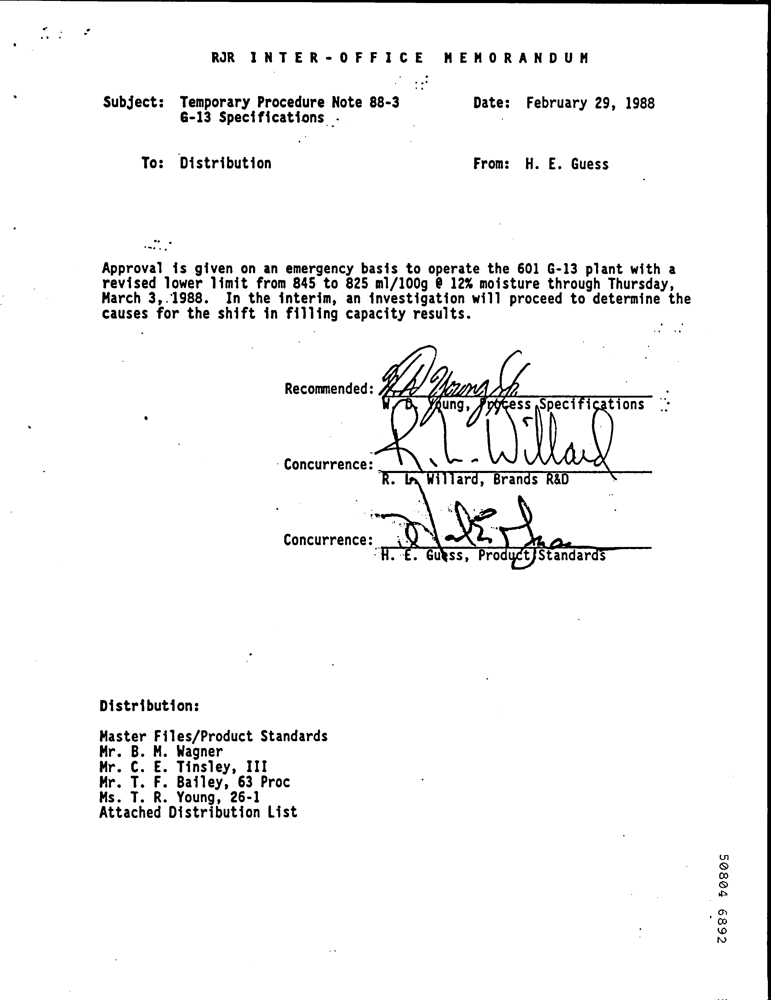 RJR INTER-OFFICE MEMORANDUM
Subject: Temporary Procedure Note 88-3
G-13 Specifications
Date: February 29, 1988
To: Distribution
From: H. E. Guess
Approval is given on an emergency basis to operate the 601 G-13 plant with a
revised lower limit from 845 to 825 ml/100g @ 12% moisture through Thursday,
March 3, 1988. In the interim, an investigation will proceed to determine the
causes for the shift in filling capacity results.
Recommended:
W. D. Young, Process Specifications
R. L. Willard
Concurrence:
R. L. Willard, Brands R&D
Concurrence:
H. E. Guess, Product Standards
Distribution:
Master Files/Product Standards
Mr. B. M. Wagner
Mr. C. E. Tinsley, III
Mr. T. F. Bailey, 63 Proc
Ms. T. R. Young, 26-1
Attached Distribution List
50804 6892